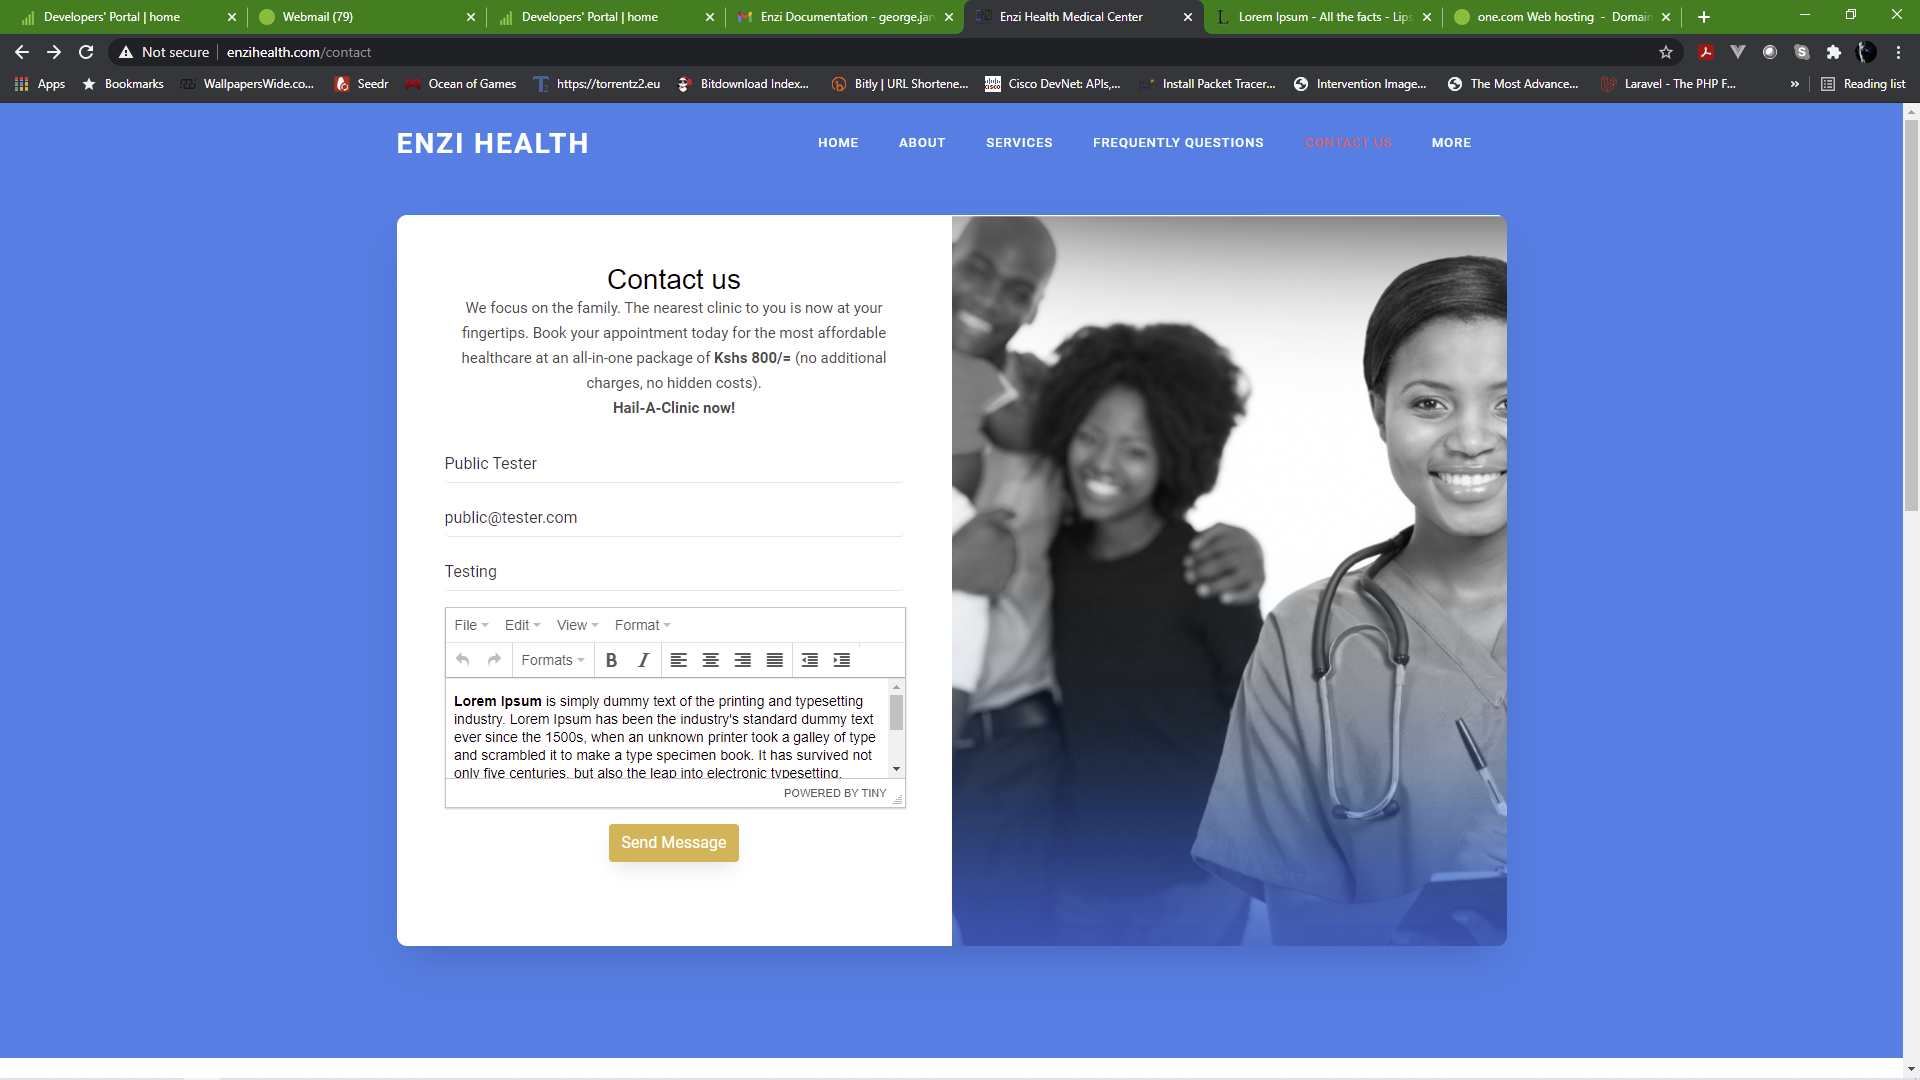 Developers' Portal | home
Webmail (79)
Developers' Portal | home
Enzi Documentation - george.jar
Enzi Health Medical Center
Lorem Ipsum - All the facts - Lips
one.com Web hosting - Domain
Not secure
enzihealth.com/contact
Apps
Bookmarks
WallpapersWide.co...
Seedr
Ocean of Games
https://torrentz2.eu
Bitdownload Index...
Bitly | URL Shortene...
Cisco DevNet: APIs,...
Install Packet Tracer...
Intervention Image...
The Most Advance...
Laravel - The PHP F...
»
Reading list
ENZI HEALTH
HOME
ABOUT
SERVICES
FREQUENTLY QUESTIONS
CONTACT US
MORE
Contact us
We focus on the family. The nearest clinic to you is now at your
fingertips. Book your appointment today for the most affordable
healthcare at an all-in-one package of Kshs 800/= (no additional
charges, no hidden costs).
Hail-A-Clinic now!
Public Tester
public@tester.com
Testing
File
Edit
View
Format
Formats
B
I
Lorem Ipsum is simply dummy text of the printing and typesetting
industry. Lorem Ipsum has been the industry's standard dummy text
ever since the 1500s, when an unknown printer took a galley of type
and scrambled it to make a type specimen book. It has survived not
only five centuries, but also the leap into electronic typesetting,
POWERED BY TINY
Send Message